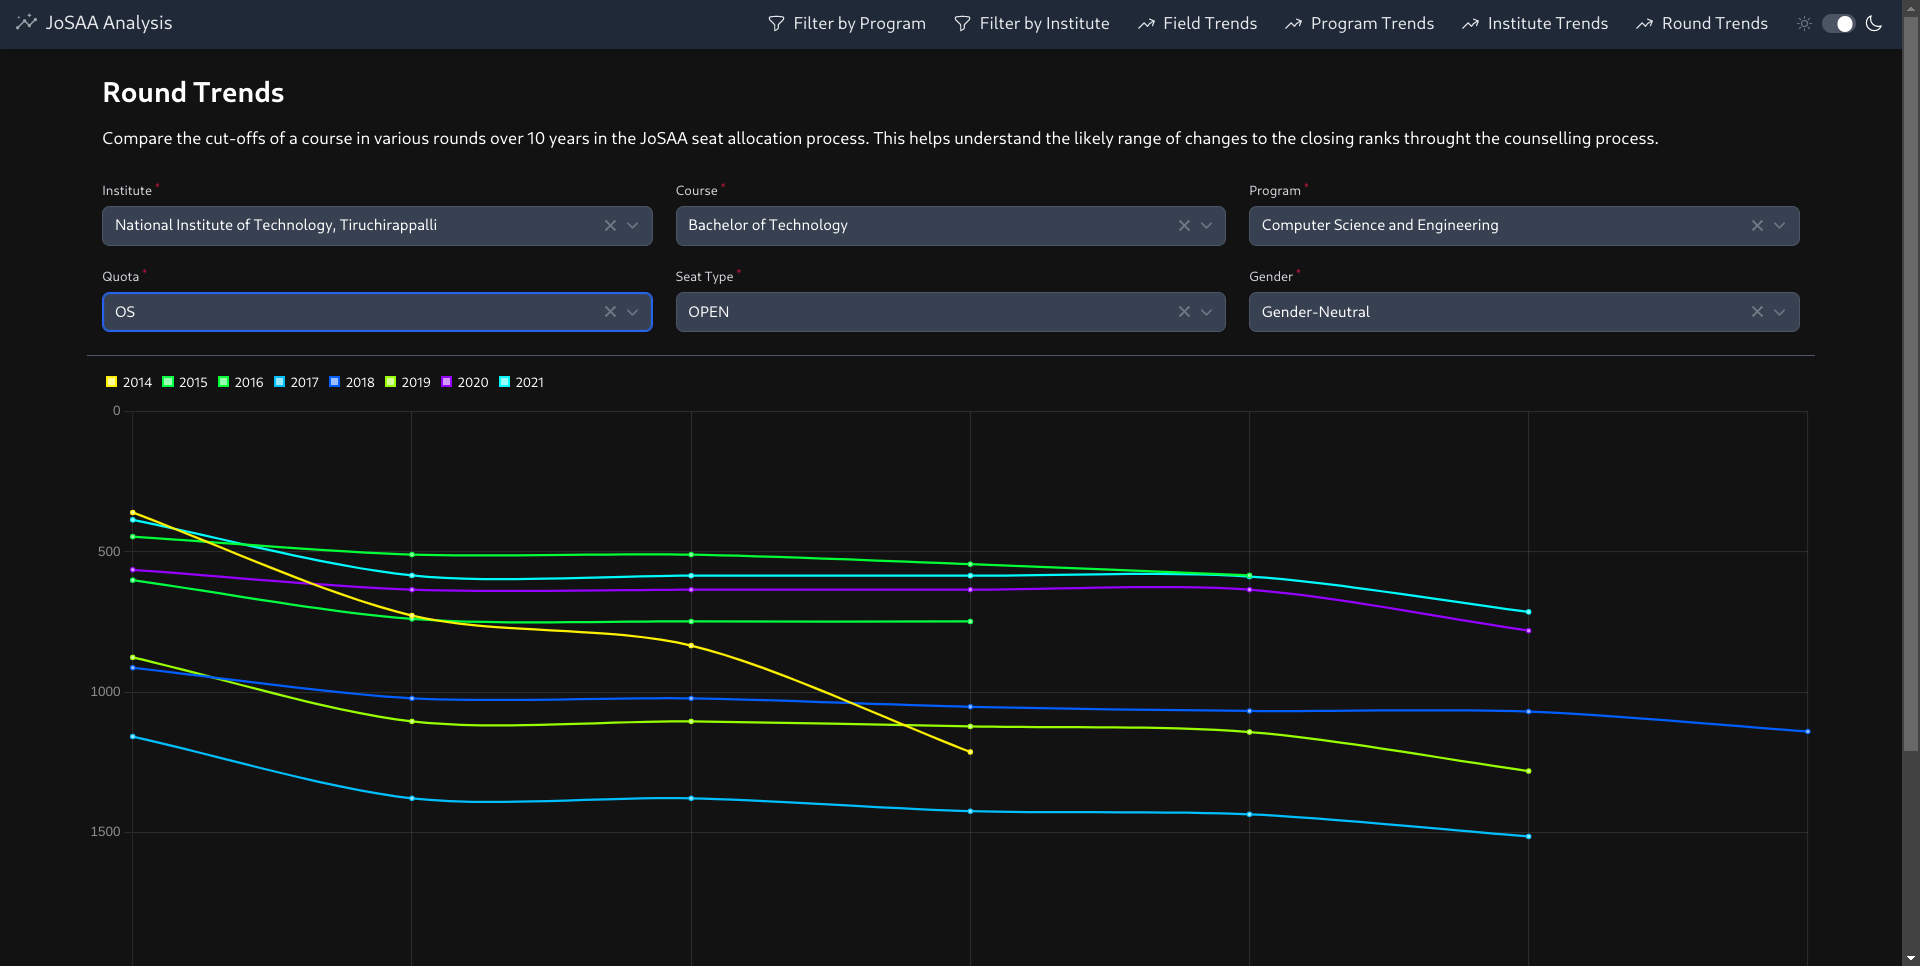 JoSAA Analysis
Filter by Program
Filter by Institute
Field Trends
Program Trends
Institute Trends
Round Trends
Round Trends
Compare the cut-offs of a course in various rounds over 10 years in the JoSAA seat allocation process. This helps understand the likely range of changes to the closing ranks throught the counselling process.
Institute *
Course *
Program *
National Institute of Technology, Tiruchirappalli
Bachelor of Technology
Computer Science and Engineering
Quota *
Seat Type *
Gender *
OS
OPEN
Gender-Neutral
2014 2015 2016 2017 2018 2019 2020 2021
0
500
1000
1500